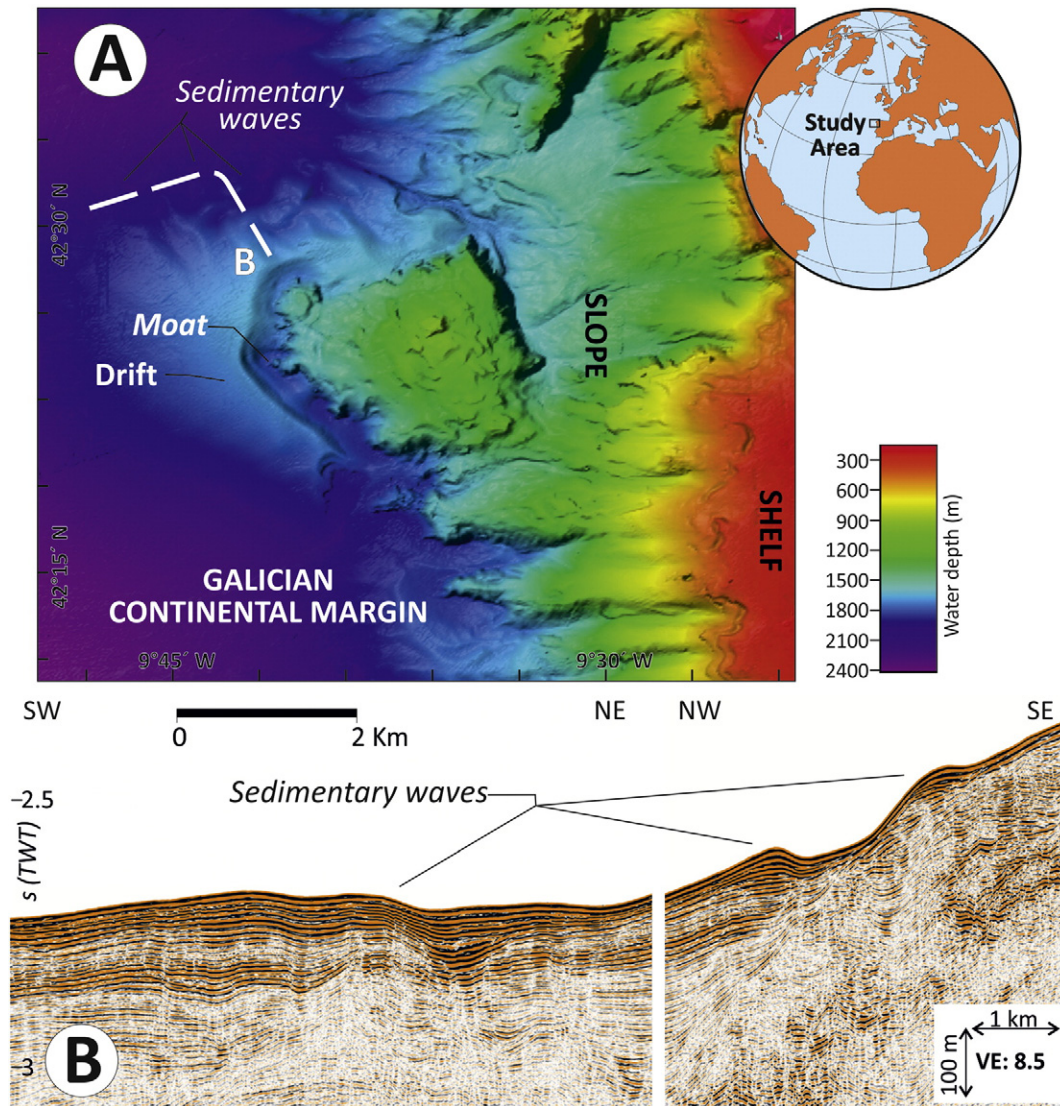 A
Sedimentary
waves
Study
Area
42°30´ N
B
Moat
Drift
SLOPE
SHELF
42°15´ N
GALICIAN
CONTINENTAL MARGIN
9°45´ W
9°30´ W
300
600
900
1200
1500
1800
2100
2400
Water depth (m)
SW
NE
NW
SE
0
2 Km
Sedimentary waves
–2.5
s (TWT)
–3
B
1 km
100 m
VE: 8.5